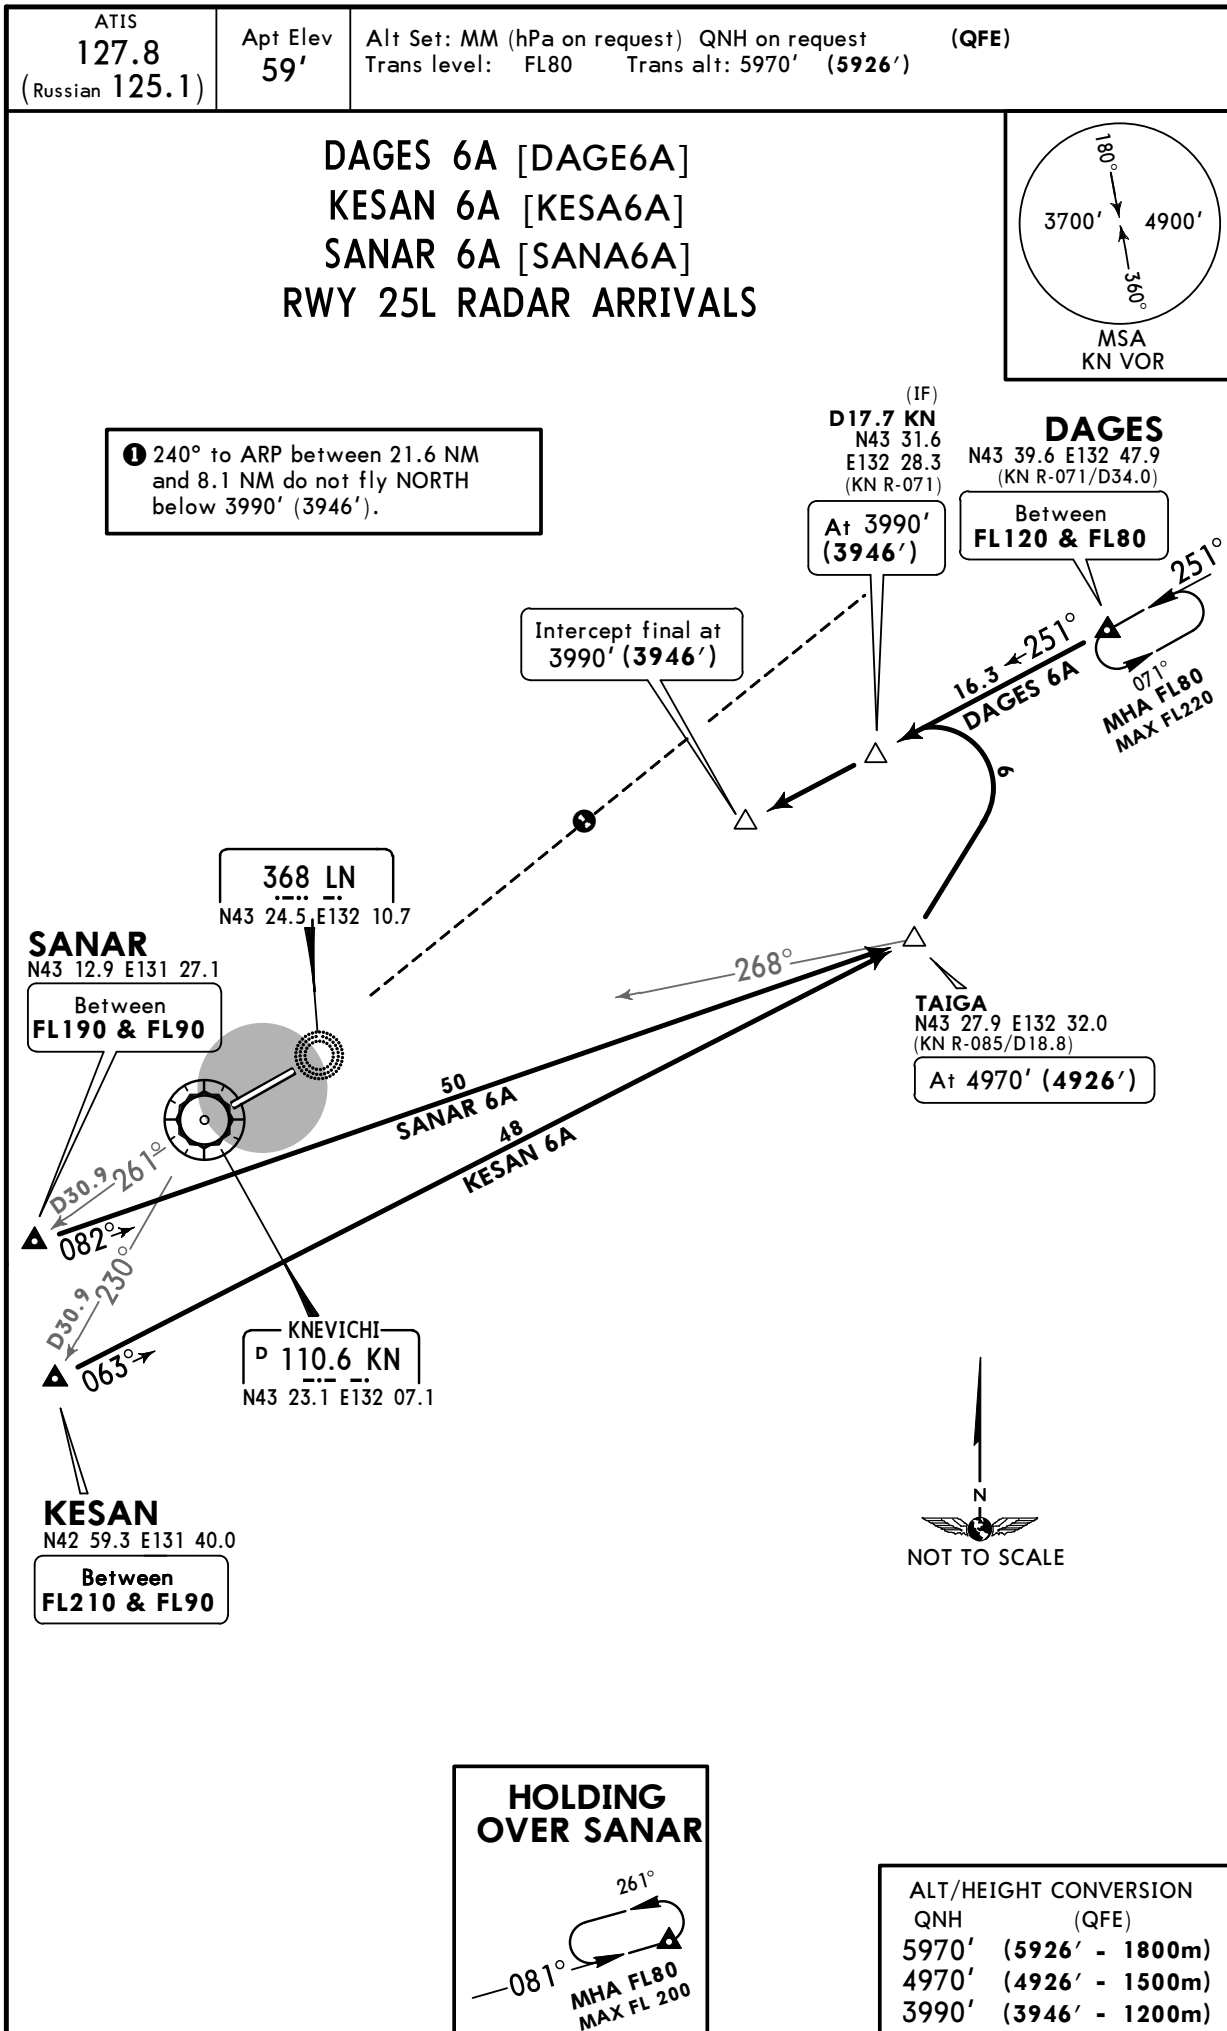 ATIS
127.8
(Russian 125.1)
Apt Elev
59'
Alt Set: MM (hPa on request) QNH on request (QFE)
Trans level: FL80 Trans alt: 5970' (5926')
DAGES 6A [DAGE6A]
KESAN 6A [KESA6A]
SANAR 6A [SANA6A]
RWY 25L RADAR ARRIVALS
180°
3700' 4900'
360°
MSA
KN VOR
1 240° to ARP between 21.6 NM
and 8.1 NM do not fly NORTH
below 3990' (3946').
(IF)
D17.7 KN
N43 31.6
E132 28.3
(KN R-071)
At 3990'
(3946')
DAGES
N43 39.6 E132 47.9
(KN R-071/D34.0)
Between
FL120 & FL80
251°
251°
16.3
DAGES 6A
071°
MHA FL80
MAX FL220
Intercept final at
3990' (3946')
9
1
368 LN
N43 24.5 E132 10.7
SANAR
N43 12.9 E131 27.1
Between
FL190 & FL90
268°
TAIGA
N43 27.9 E132 32.0
(KN R-085/D18.8)
At 4970' (4926')
50
SANAR 6A
48
KESAN 6A
D30.9
261°
082°
D30.9
230°
063°
KNEVICHI
D 110.6 KN
N43 23.1 E132 07.1
KESAN
N42 59.3 E131 40.0
Between
FL210 & FL90
N
NOT TO SCALE
HOLDING
OVER SANAR
261°
081°
MHA FL80
MAX FL 200
ALT/HEIGHT CONVERSION
QNH (QFE)
5970' (5926' - 1800m)
4970' (4926' - 1500m)
3990' (3946' - 1200m)